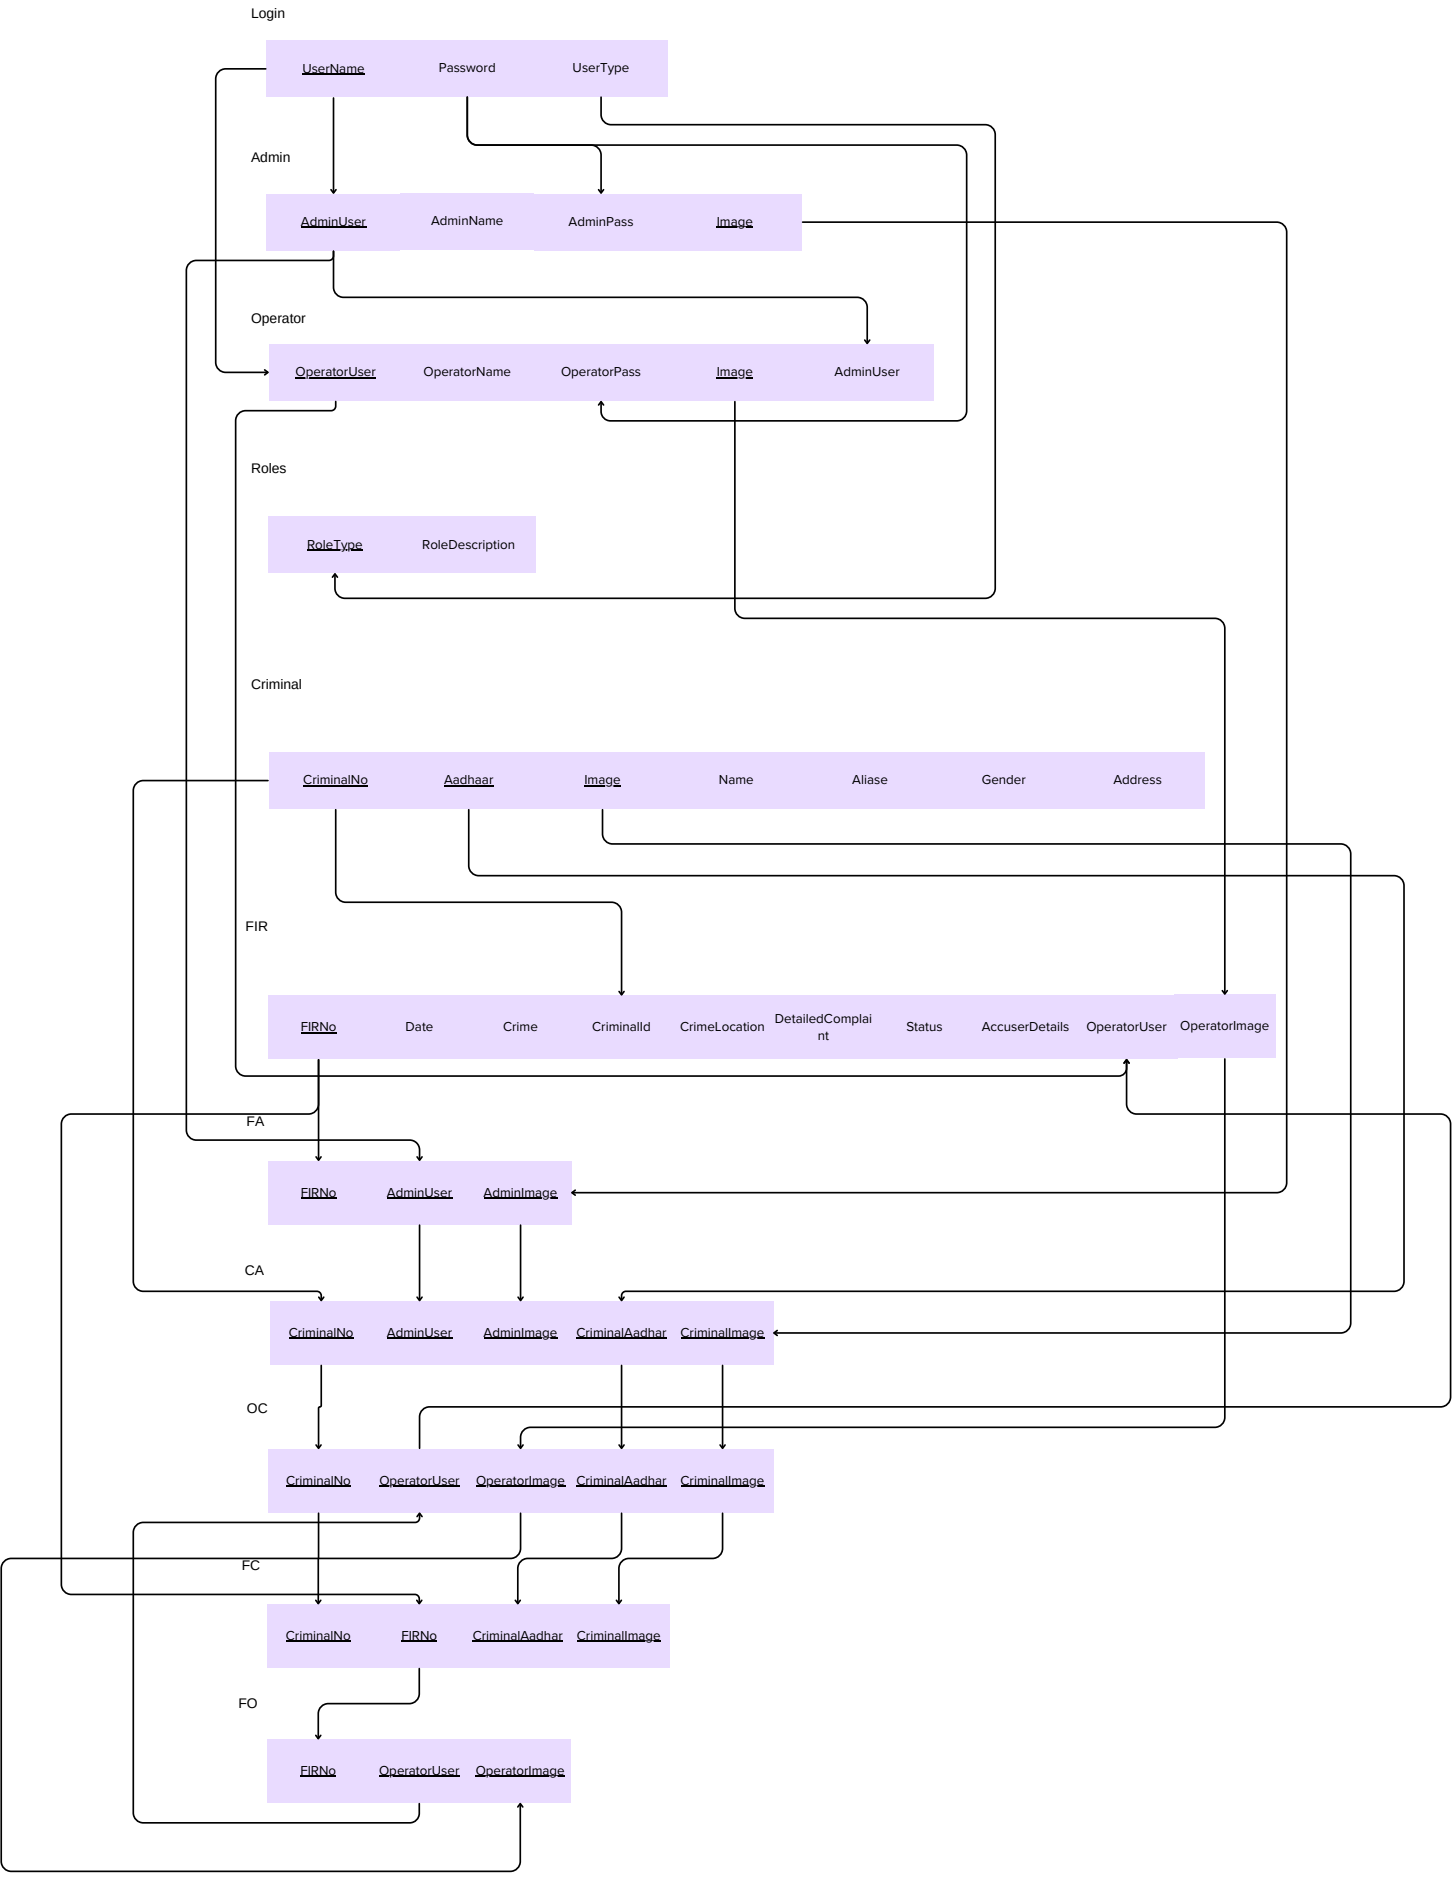 Login
UserName Password UserType
Admin
AdminUser AdminName AdminPass Image
Operator
OperatorUser OperatorName OperatorPass Image AdminUser
Roles
RoleType RoleDescription
Criminal
CriminalNo Aadhaar Image Name Aliase Gender Address
FIR
FIRNo Date Crime CriminalId CrimeLocation DetailedComplai
nt Status AccuserDetails OperatorUser OperatorImage
FA
FIRNo AdminUser AdminImage
CA
CriminalNo AdminUser AdminImage CriminalAadhar CriminalImage
OC
CriminalNo OperatorUser OperatorImage CriminalAadhar CriminalImage
FC
CriminalNo FIRNo CriminalAadhar CriminalImage
FO
FIRNo OperatorUser OperatorImage